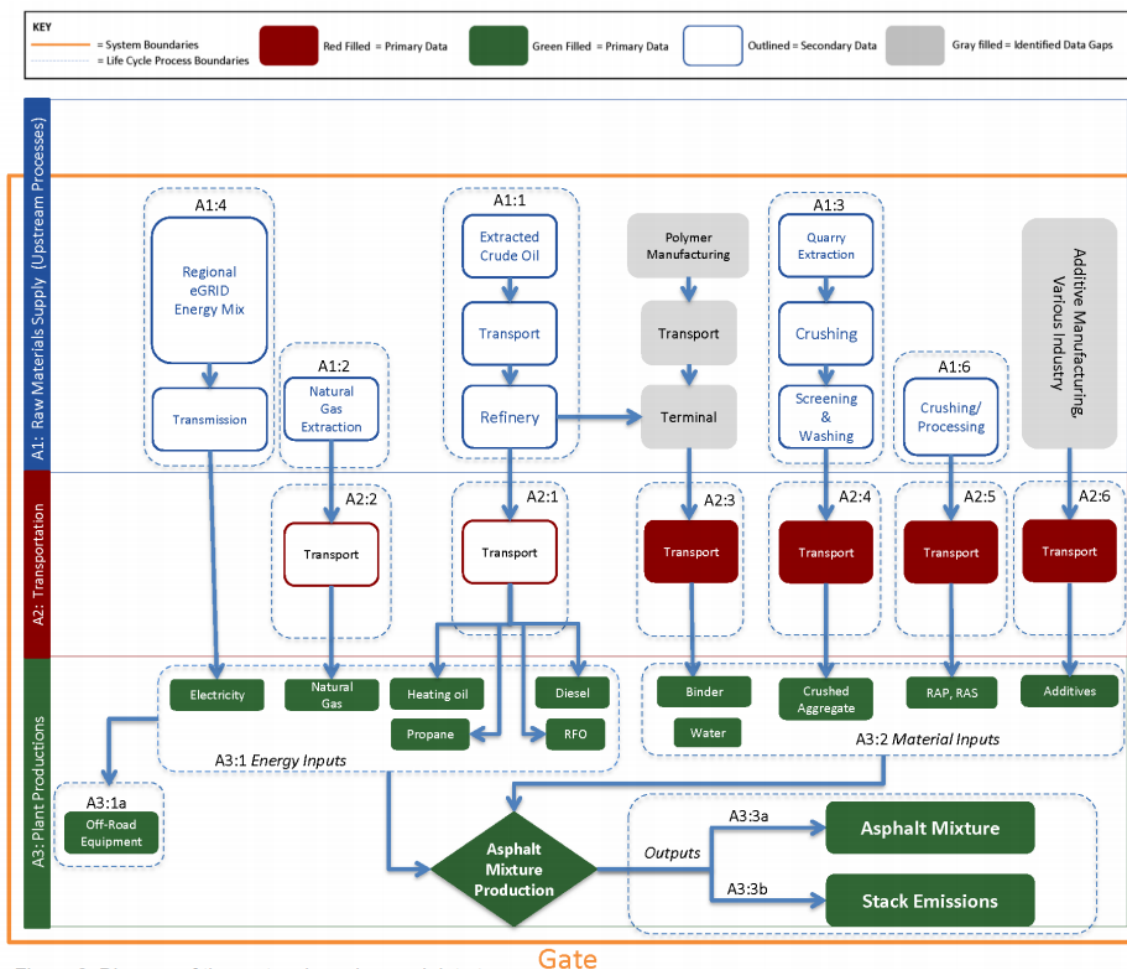 KEY
= System Boundaries
= Life Cycle Process Boundaries
Red Filled = Primary Data
Green Filled = Primary Data
Outlined = Secondary Data
Gray filled = Identified Data Gaps
A1: Raw Materials Supply (Upstream Processes)
A1:4
Regional
eGRID
Energy Mix
Transmission
A1:2
Natural
Gas
Extraction
A1:1
Extracted
Crude Oil
Transport
Refinery
Polymer
Manufacturing
Transport
Terminal
A1:3
Quarry
Extraction
Crushing
Screening
&
Washing
A1:6
Crushing/
Processing
Additive Manufacturing,
Various Industry
A2: Transportation
A2:2
Transport
A2:1
Transport
A2:3
Transport
A2:4
Transport
A2:5
Transport
A2:6
Transport
A3: Plant Productions
Electricity
Natural
Gas
Heating oil
Diesel
Propane
RFO
A3:1 Energy Inputs
Binder
Water
Crushed
Aggregate
RAP, RAS
Additives
A3:2 Material Inputs
A3:1a
Off-Road
Equipment
Asphalt
Mixture
Production
Outputs
A3:3a
Asphalt Mixture
A3:3b
Stack Emissions
Gate